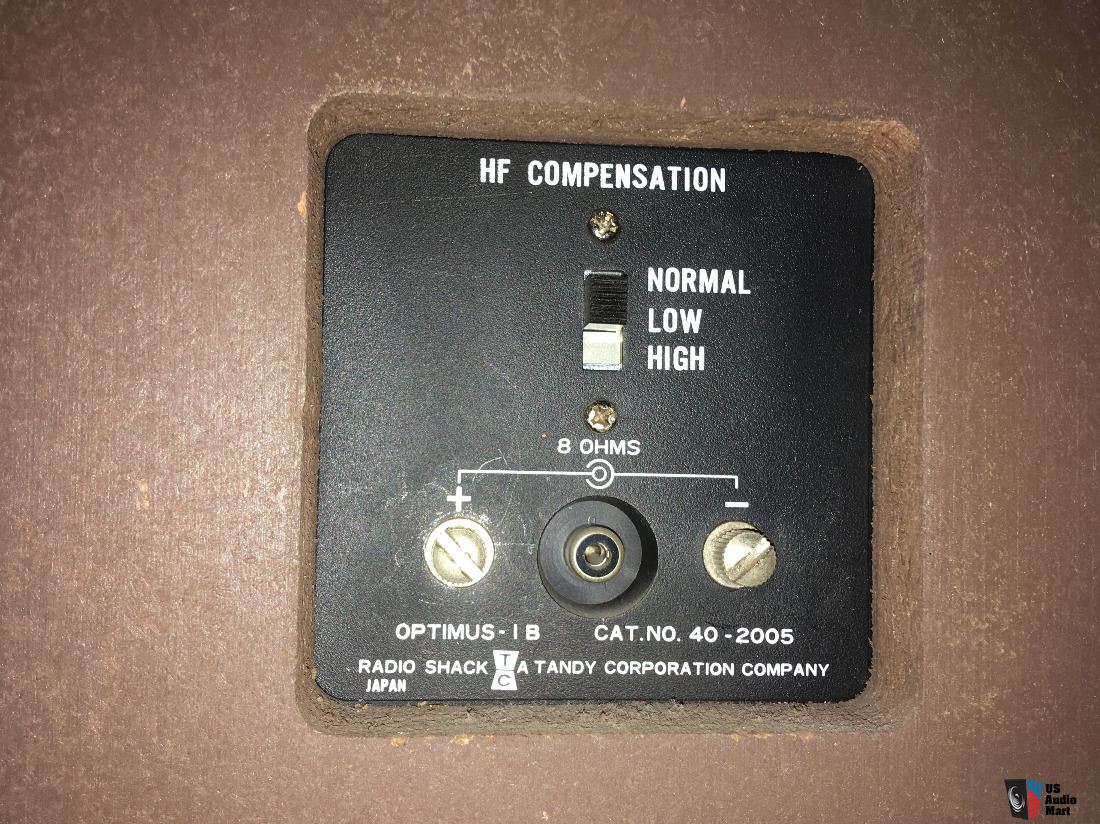 HF COMPENSATION
NORMAL
LOW
HIGH
8 OHMS
+ −
OPTIMUS-1B CAT.NO. 40-2005
RADIO SHACK TC A TANDY CORPORATION COMPANY
JAPAN
US
Audio
Mart